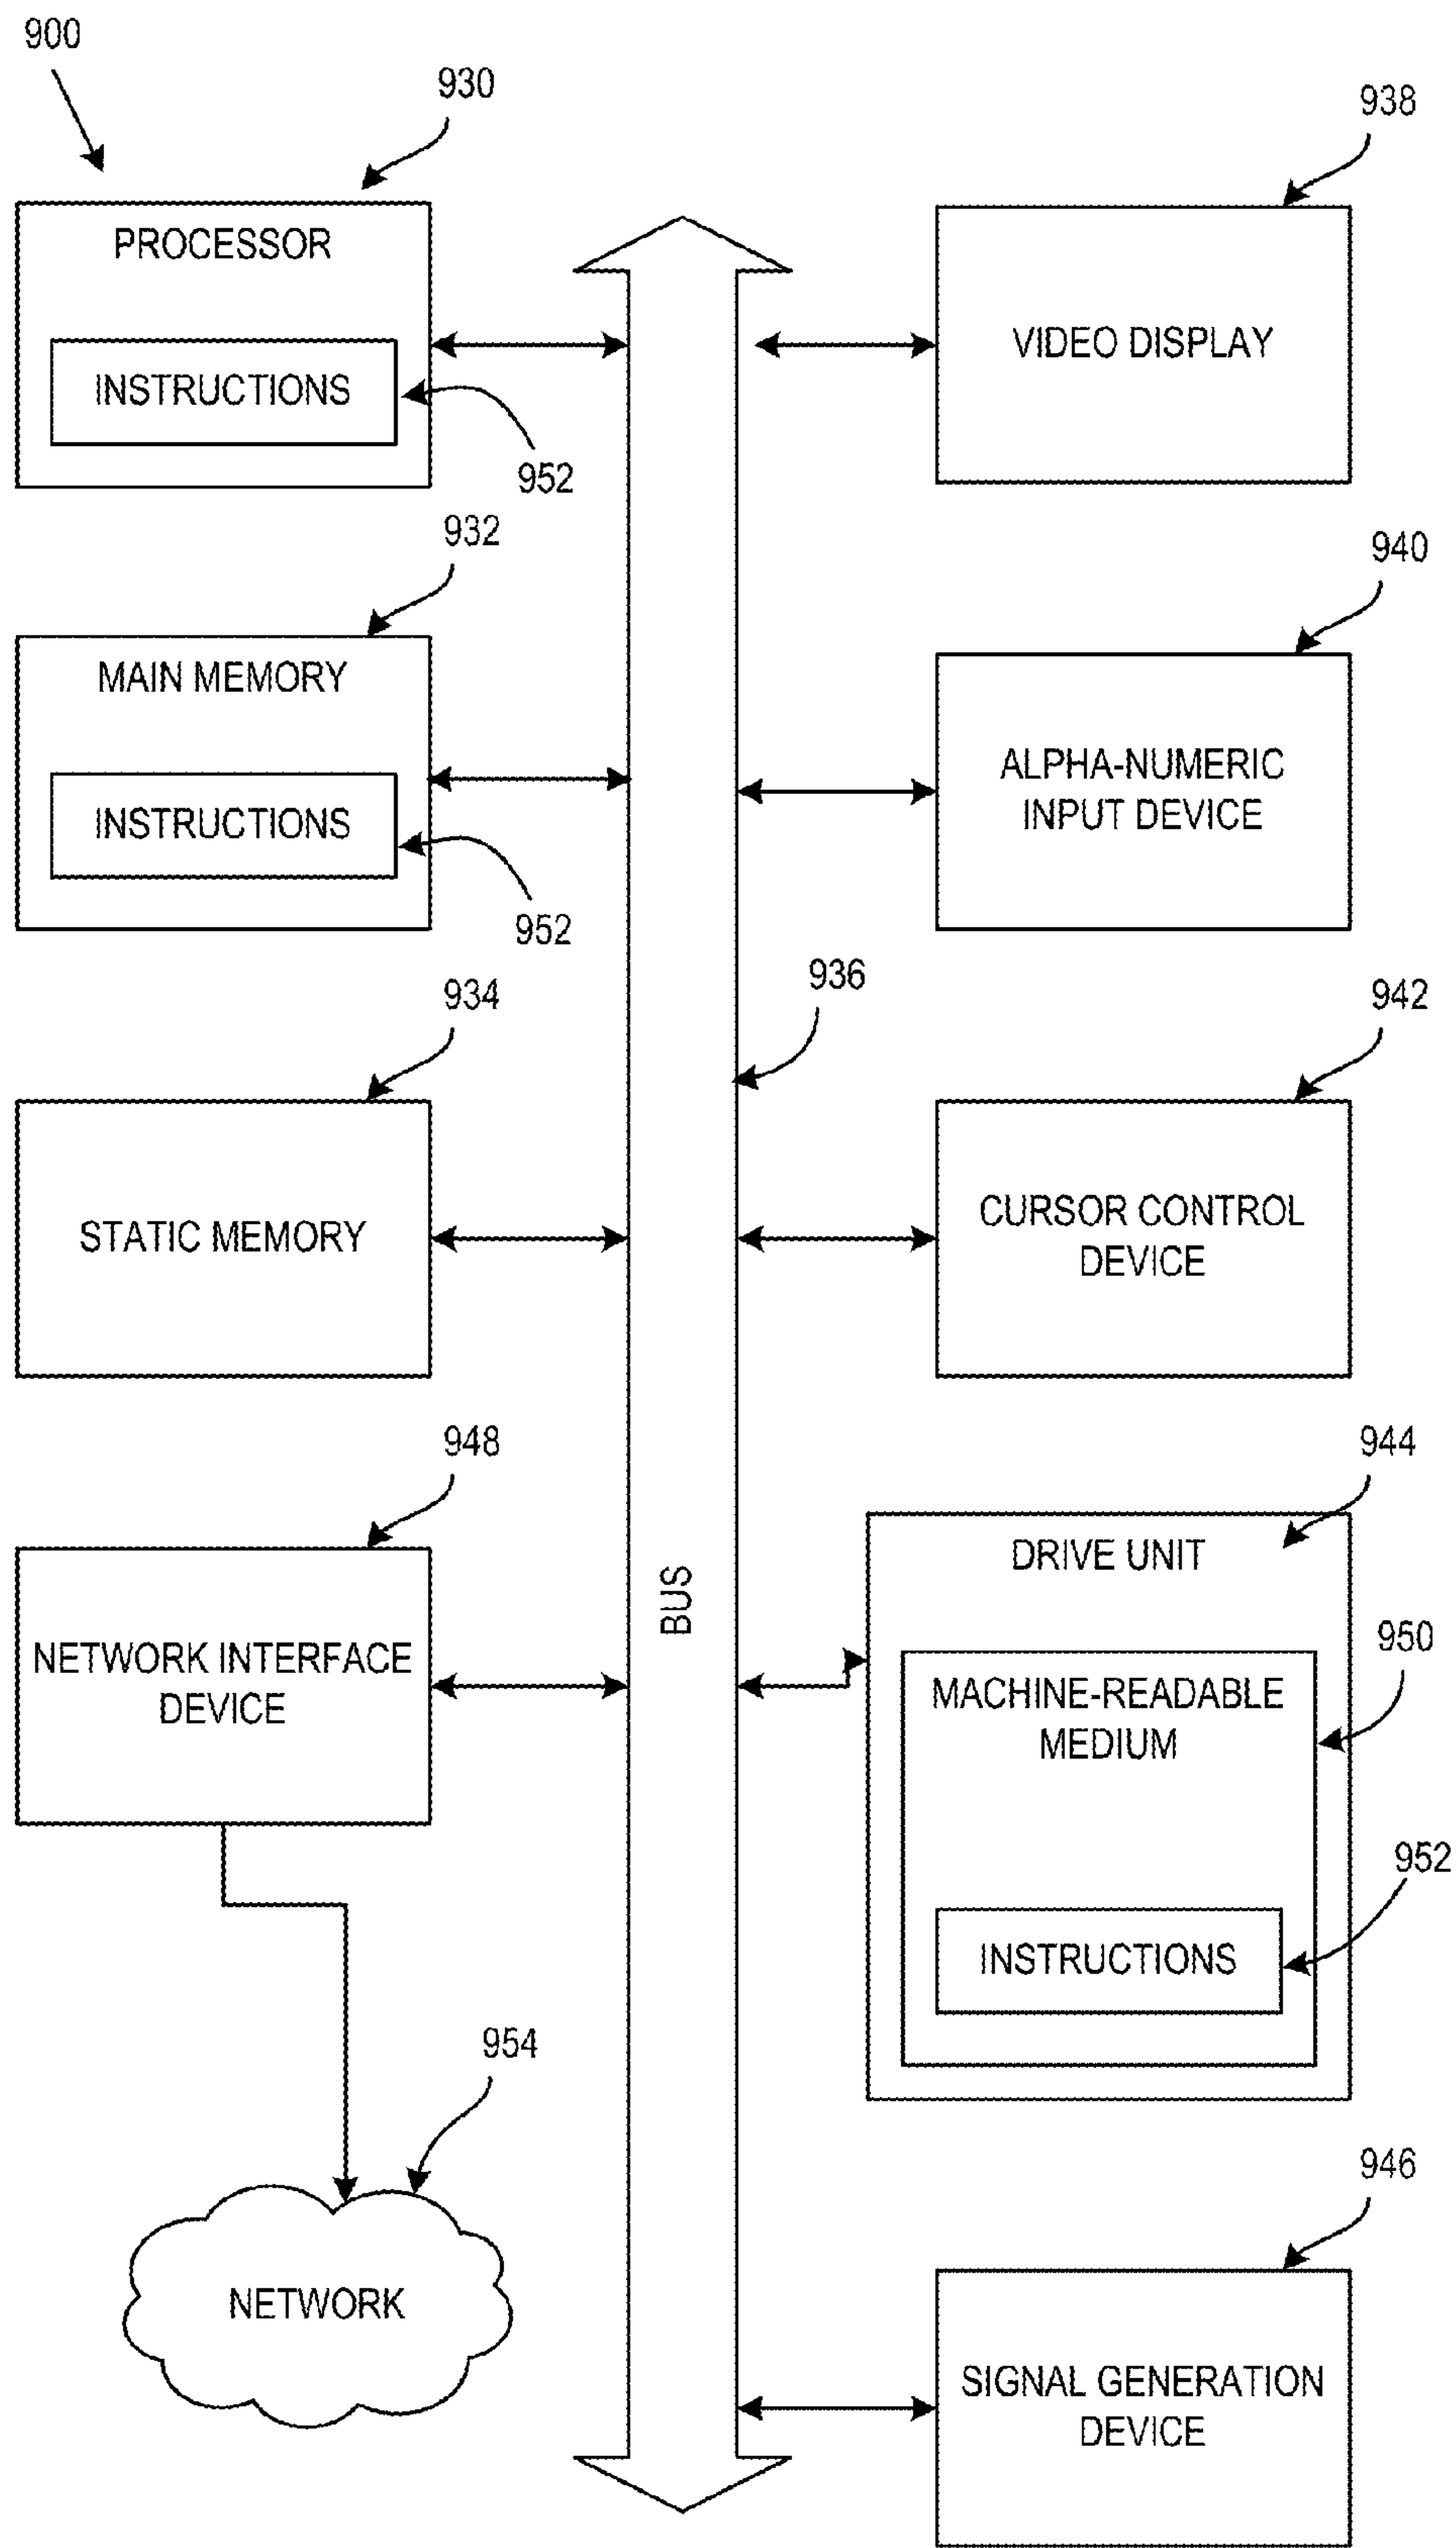 900
930
PROCESSOR
INSTRUCTIONS
952
932
MAIN MEMORY
INSTRUCTIONS
952
934
STATIC MEMORY
948
NETWORK INTERFACE
DEVICE
954
NETWORK
BUS
936
938
VIDEO DISPLAY
940
ALPHA-NUMERIC
INPUT DEVICE
942
CURSOR CONTROL
DEVICE
944
DRIVE UNIT
950
MACHINE-READABLE
MEDIUM
952
INSTRUCTIONS
946
SIGNAL GENERATION
DEVICE